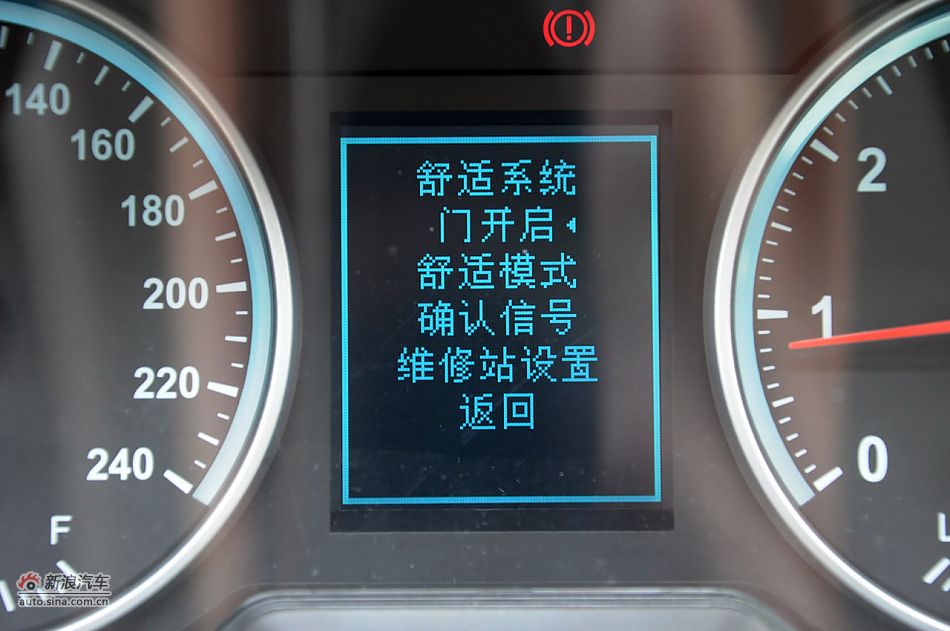 140
160
180
200
220
240
F
舒适系统
门开启
舒适模式
确认信号
维修站设置
返回
2
1
0
L
新浪汽车
auto.sina.com.cn